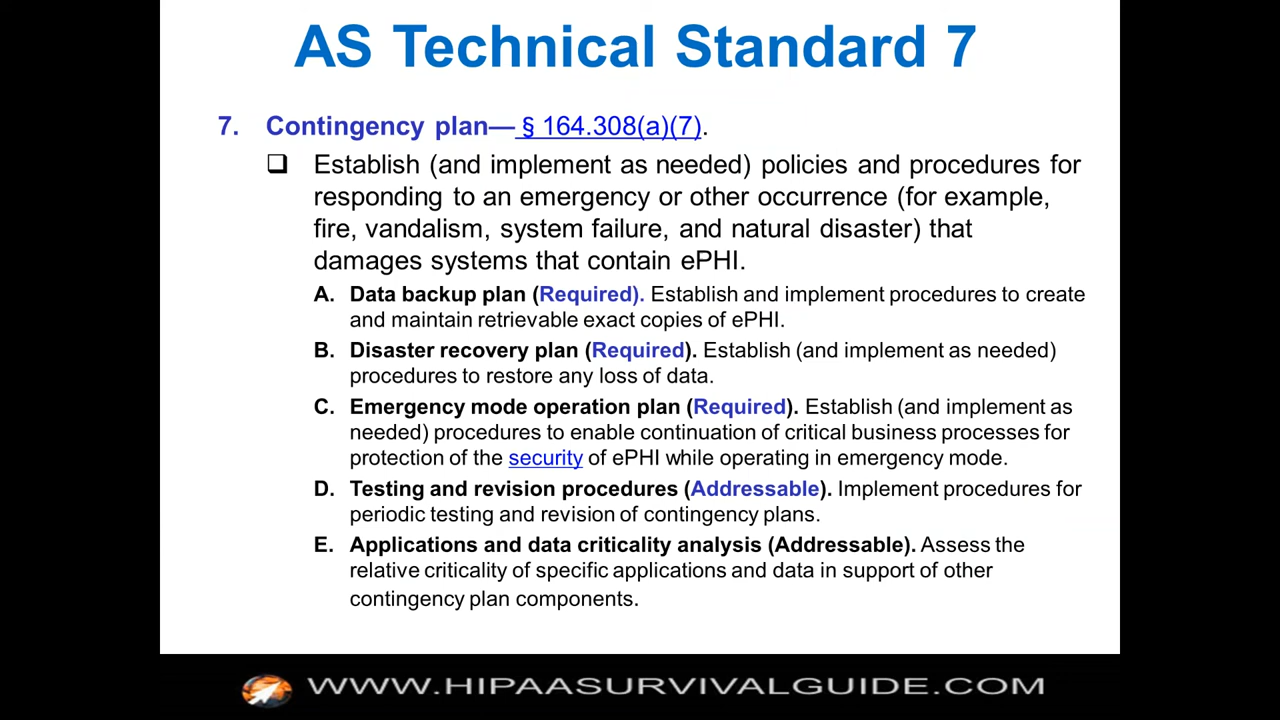 AS Technical Standard 7
7. Contingency plan— § 164.308(a)(7).
❑ Establish (and implement as needed) policies and procedures for
responding to an emergency or other occurrence (for example,
fire, vandalism, system failure, and natural disaster) that
damages systems that contain ePHI.
A. Data backup plan (Required). Establish and implement procedures to create
and maintain retrievable exact copies of ePHI.
B. Disaster recovery plan (Required). Establish (and implement as needed)
procedures to restore any loss of data.
C. Emergency mode operation plan (Required). Establish (and implement as
needed) procedures to enable continuation of critical business processes for
protection of the security of ePHI while operating in emergency mode.
D. Testing and revision procedures (Addressable). Implement procedures for
periodic testing and revision of contingency plans.
E. Applications and data criticality analysis (Addressable). Assess the
relative criticality of specific applications and data in support of other
contingency plan components.
WWW.HIPAASURVIVALGUIDE.COM